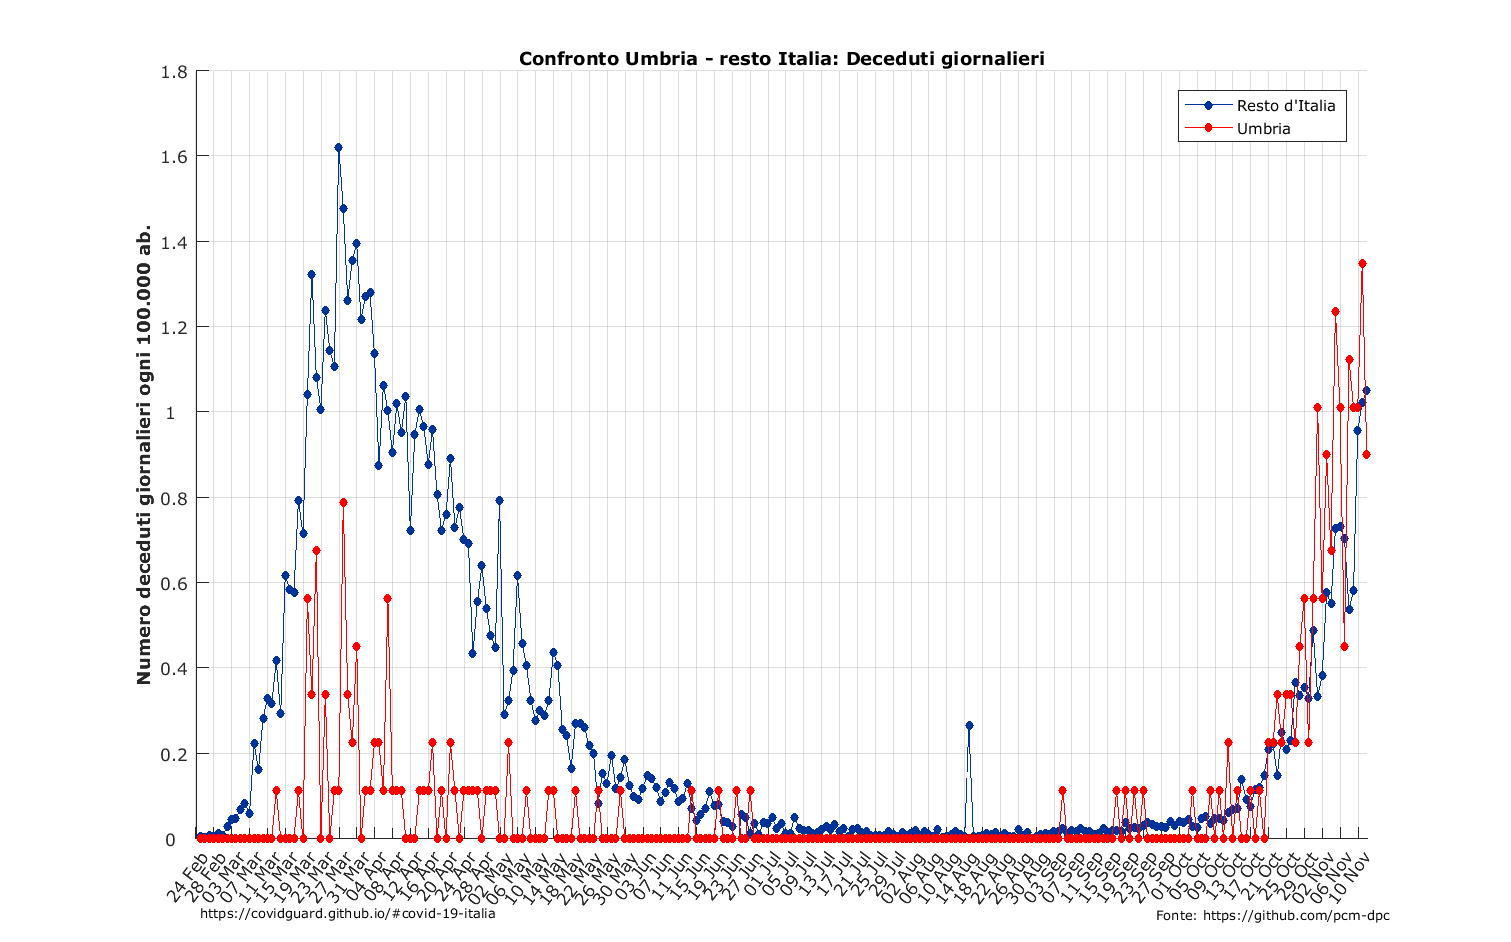 Confronto Umbria - resto Italia: Deceduti giornalieri
Numero deceduti giornalieri ogni 100.000 ab.
1.8
1.6
1.4
1.2
1
0.8
0.6
0.4
0.2
0
Resto d'Italia
Umbria
24 Feb
28 Feb
03 Mar
07 Mar
11 Mar
15 Mar
19 Mar
23 Mar
27 Mar
31 Mar
04 Apr
08 Apr
12 Apr
16 Apr
20 Apr
24 Apr
28 Apr
02 May
06 May
10 May
14 May
18 May
22 May
26 May
30 May
03 Jun
07 Jun
11 Jun
15 Jun
19 Jun
23 Jun
27 Jun
01 Jul
05 Jul
09 Jul
13 Jul
17 Jul
21 Jul
25 Jul
29 Jul
02 Aug
06 Aug
10 Aug
14 Aug
18 Aug
22 Aug
26 Aug
30 Aug
03 Sep
07 Sep
11 Sep
15 Sep
19 Sep
23 Sep
27 Sep
01 Oct
05 Oct
09 Oct
13 Oct
17 Oct
21 Oct
25 Oct
29 Oct
02 Nov
06 Nov
10 Nov
https://covidguard.github.io/#covid-19-italia
Fonte: https://github.com/pcm-dpc